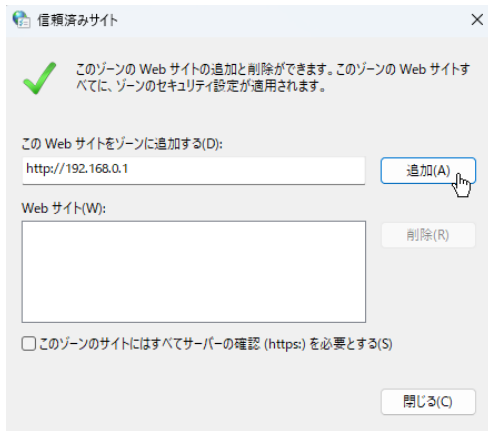 信頼済みサイト
このゾーンの Web サイトの追加と削除ができます。このゾーンの Web サイトす
べてに、ゾーンのセキュリティ設定が適用されます。
この Web サイトをゾーンに追加する(D):
http://192.168.0.1
追加(A)
Web サイト(W):
削除(R)
このゾーンのサイトにはすべてサーバーの確認 (https:) を必要とする(S)
閉じる(C)